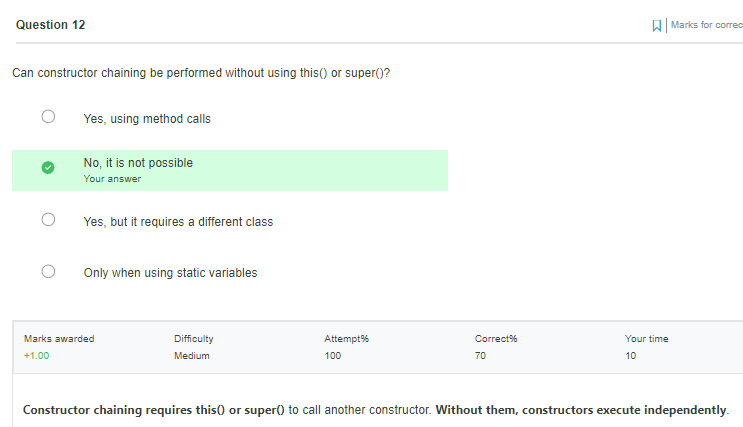 Question 12
Marks for correc
Can constructor chaining be performed without using this() or super()?
Yes, using method calls
No, it is not possible
Your answer
Yes, but it requires a different class
Only when using static variables
Marks awarded Difficulty Attempt% Correct% Your time
+1.00 Medium 100 70 10
Constructor chaining requires this() or super() to call another constructor. Without them, constructors execute independently.